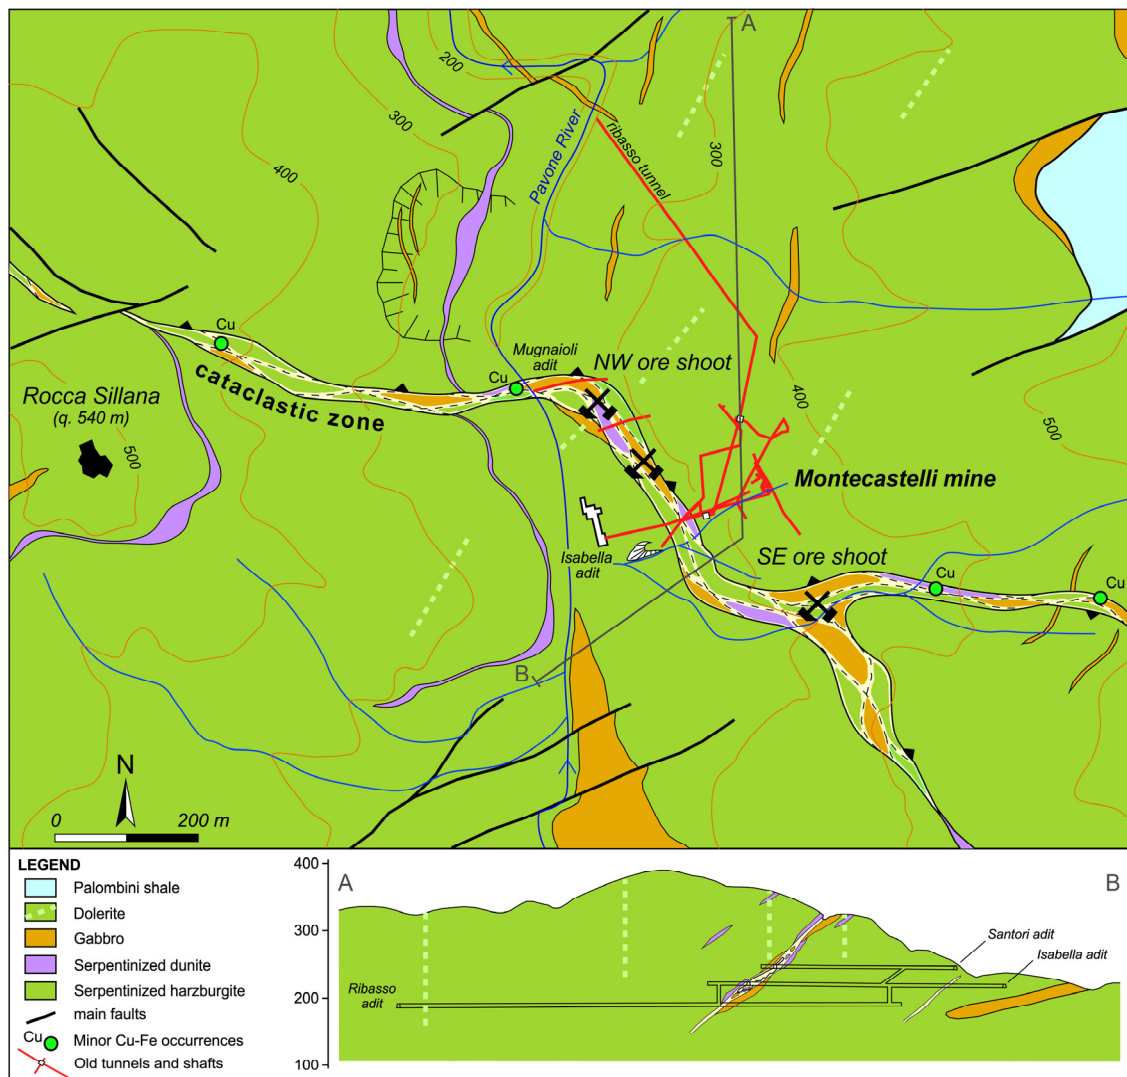 A
200
300
400
Pavone River
ribasso tunnel
300
Cu
cataclastic zone
Mugnaioli
adit
NW ore shoot
Cu
Rocca Sillana
(q. 540 m)
500
400
500
Montecastelli mine
Isabella
adit
SE ore shoot
Cu
Cu
B
N
0 200 m
LEGEND
Palombini shale
Dolerite
Gabbro
Serpentinized dunite
Serpentinized harzburgite
main faults
Cu Minor Cu-Fe occurrences
Old tunnels and shafts
400
300
200
100
A
B
Santori adit
Isabella adit
Ribasso
adit